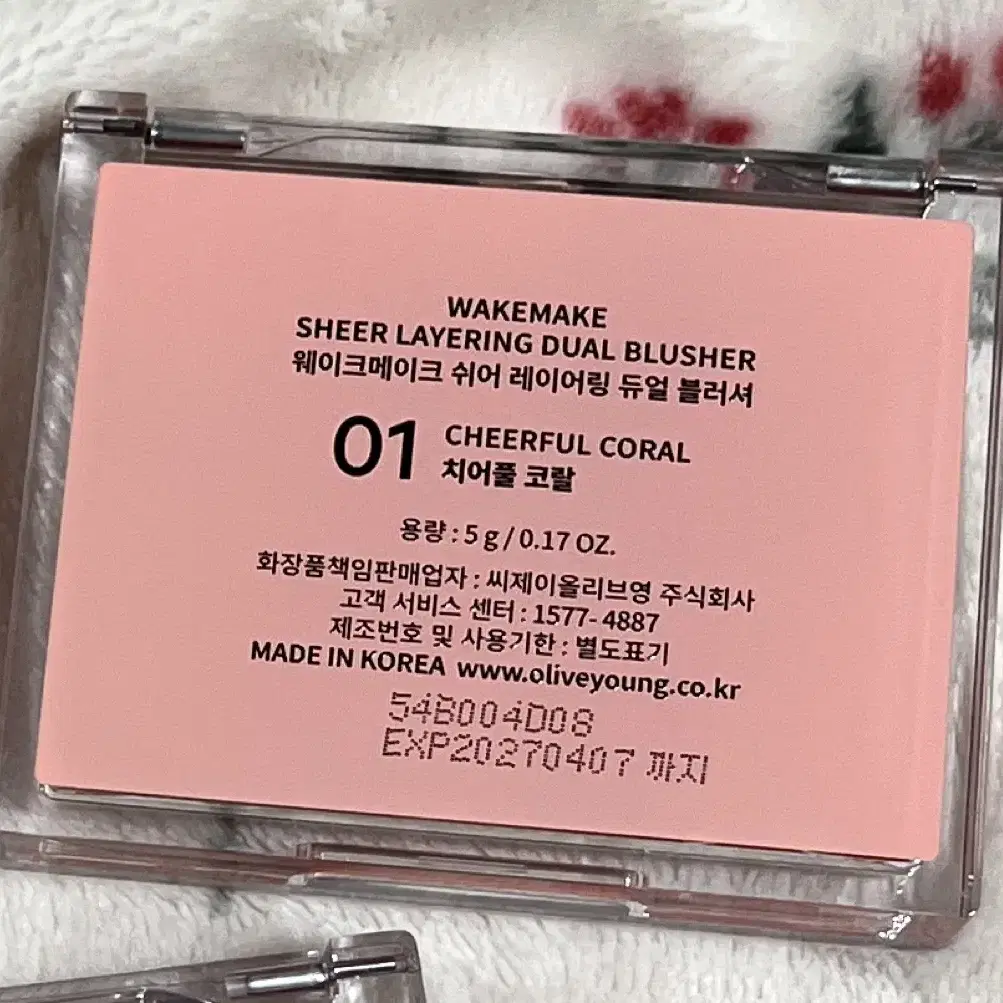 WAKEMAKE
SHEER LAYERING DUAL BLUSHER
웨이크메이크 쉬어 레이어링 듀얼 블러셔
01 CHEERFUL CORAL
치어풀 코랄
용량 : 5 g / 0.17 OZ.
화장품책임판매업자 : 씨제이올리브영 주식회사
고객 서비스 센터 : 1577- 4887
제조번호 및 사용기한 : 별도표기
MADE IN KOREA www.oliveyoung.co.kr
54B004D08
EXP20270407 까지